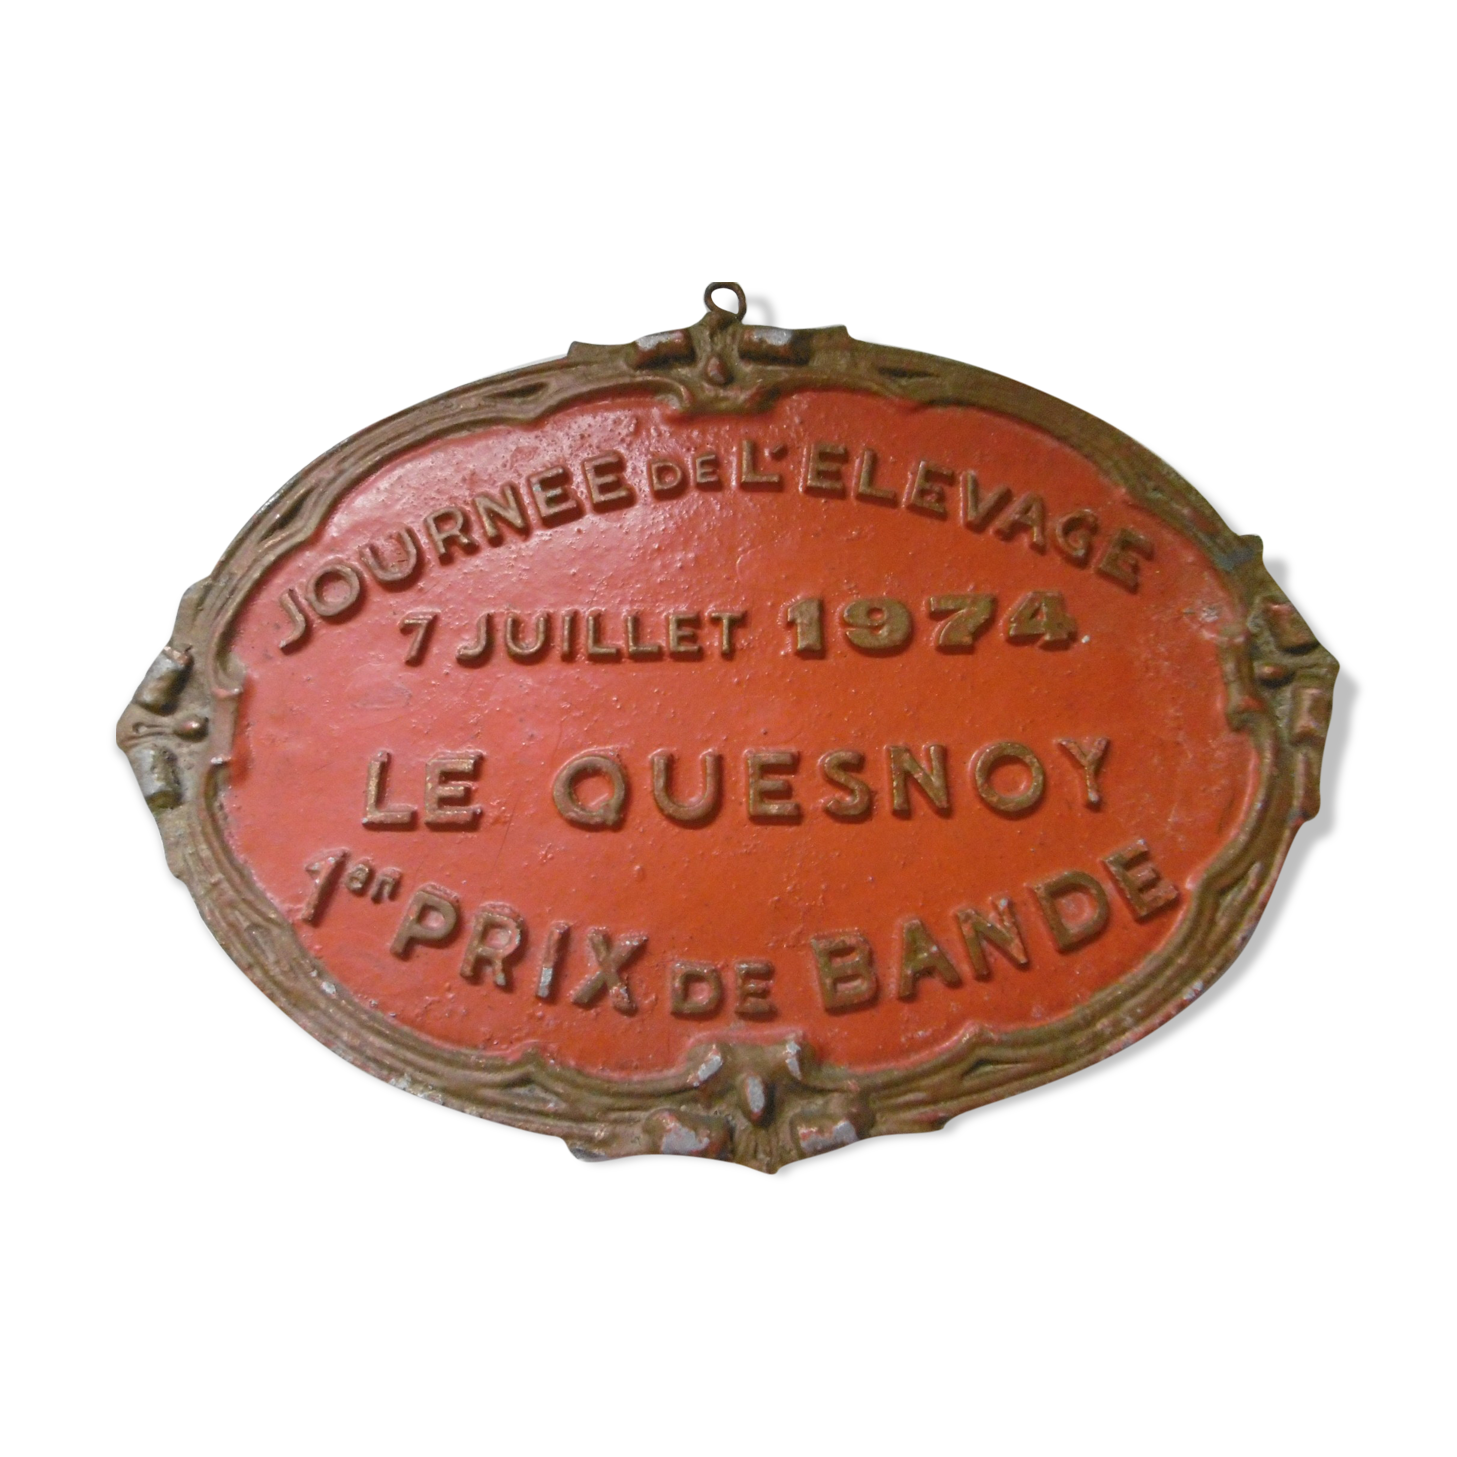 JOURNEE DE L'ELEVAGE
7 JUILLET 1974
LE QUESNOY
1er PRIX DE BANDE